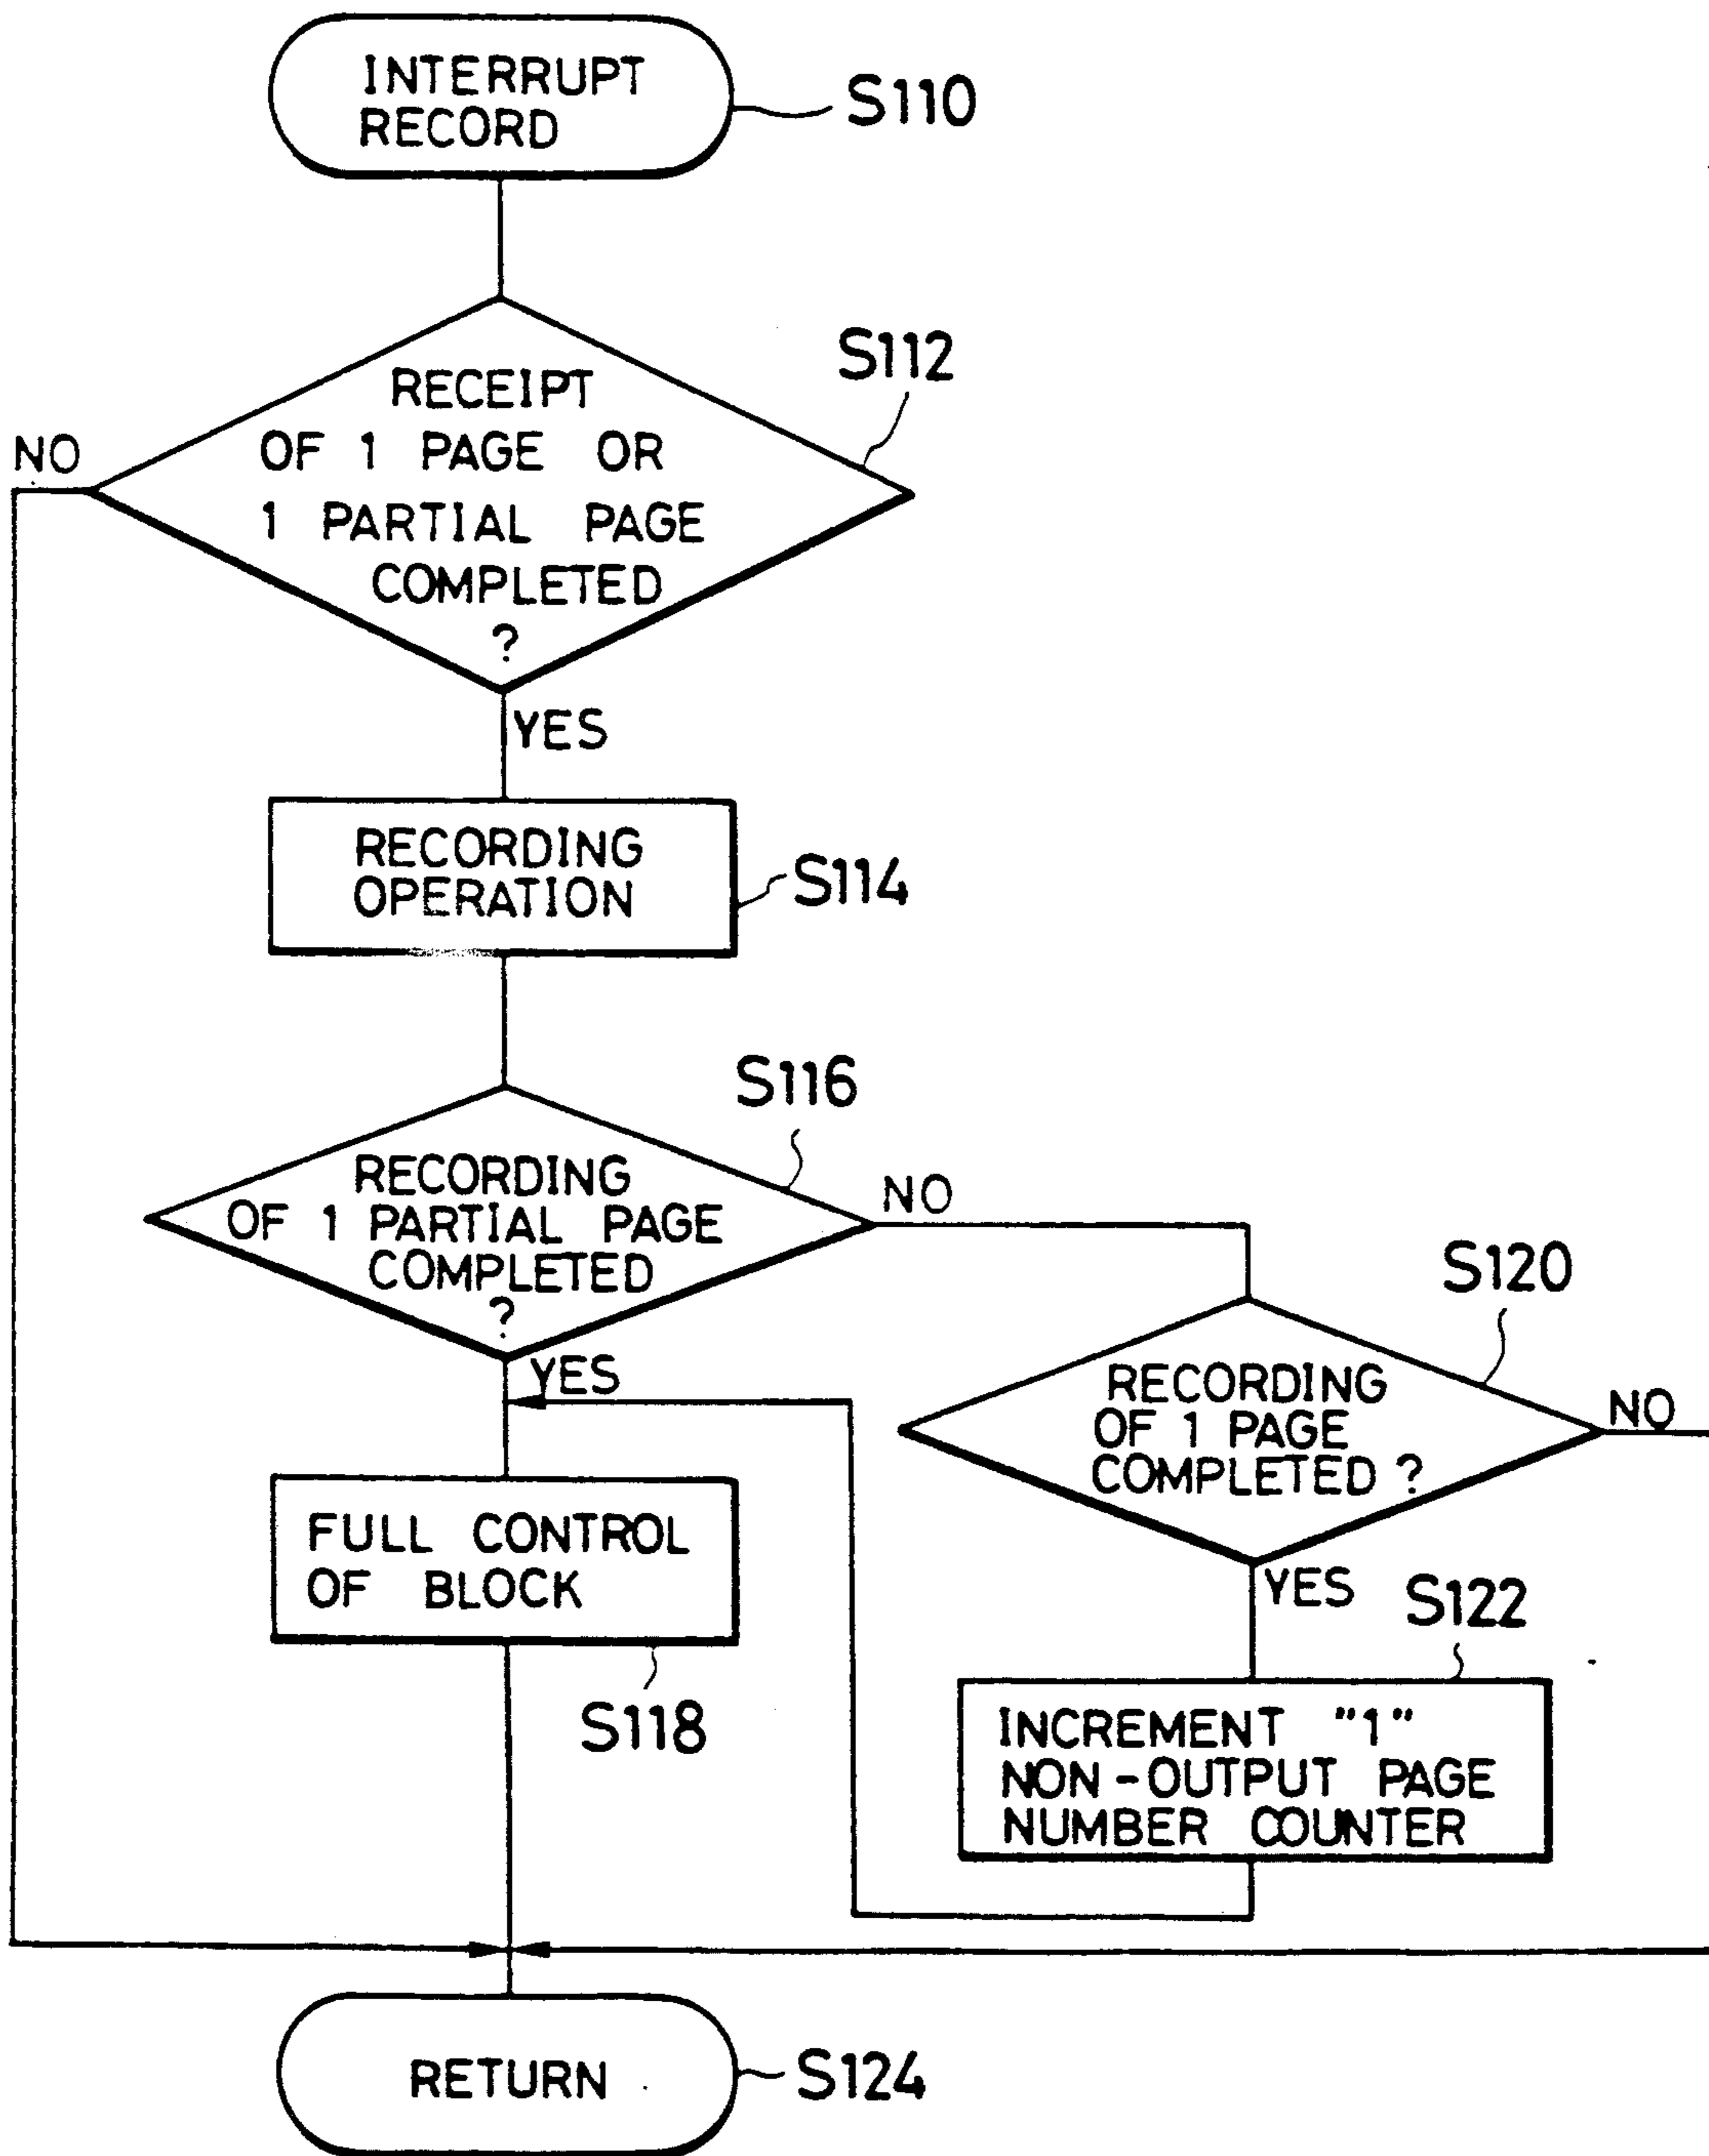 INTERRUPT
RECORD
S110
S112
RECEIPT
OF 1 PAGE OR
1 PARTIAL PAGE
COMPLETED
?
NO
YES
RECORDING
OPERATION
S114
S116
RECORDING
OF 1 PARTIAL PAGE
COMPLETED
?
NO
YES
S120
RECORDING
OF 1 PAGE
COMPLETED ?
NO
YES
FULL CONTROL
OF BLOCK
S118
S122
INCREMENT "1"
NON-OUTPUT PAGE
NUMBER COUNTER
RETURN
S124